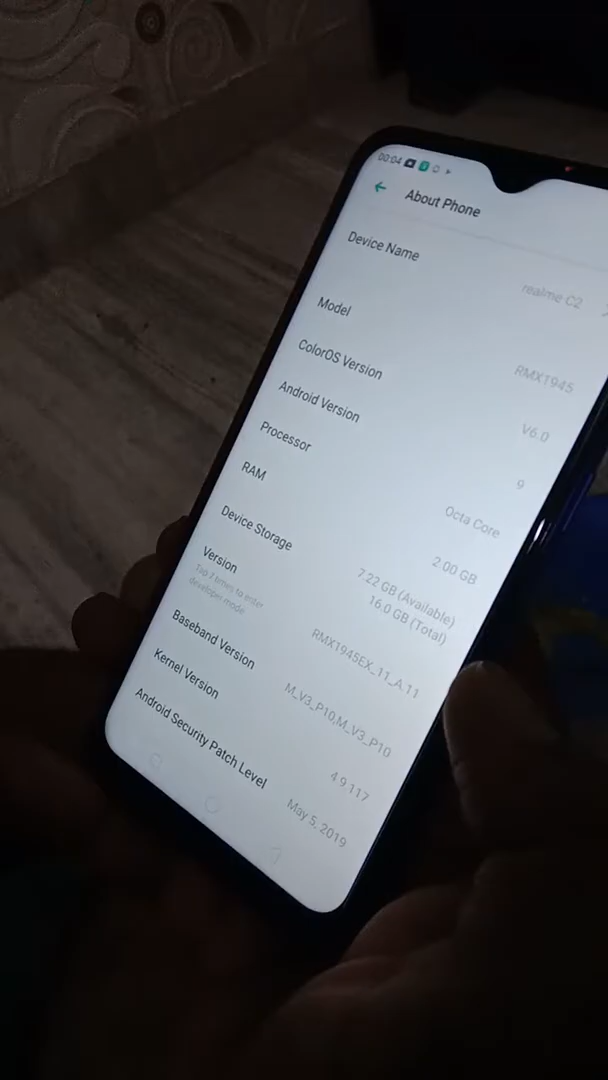 00:04
About Phone
Device Name
realme C2
Model
RMX1945
ColorOS Version
V6.0
Android Version
9
Processor
Octa Core
RAM
2.00 GB
Device Storage
7.22 GB (Available)
16.0 GB (Total)
Version
Tap 7 times to enter
developer mode
RMX1945EX_11_A.11
Baseband Version
M_V3_P10,M_V3_P10
Kernel Version
4.9.117
Android Security Patch Level
May 5, 2019